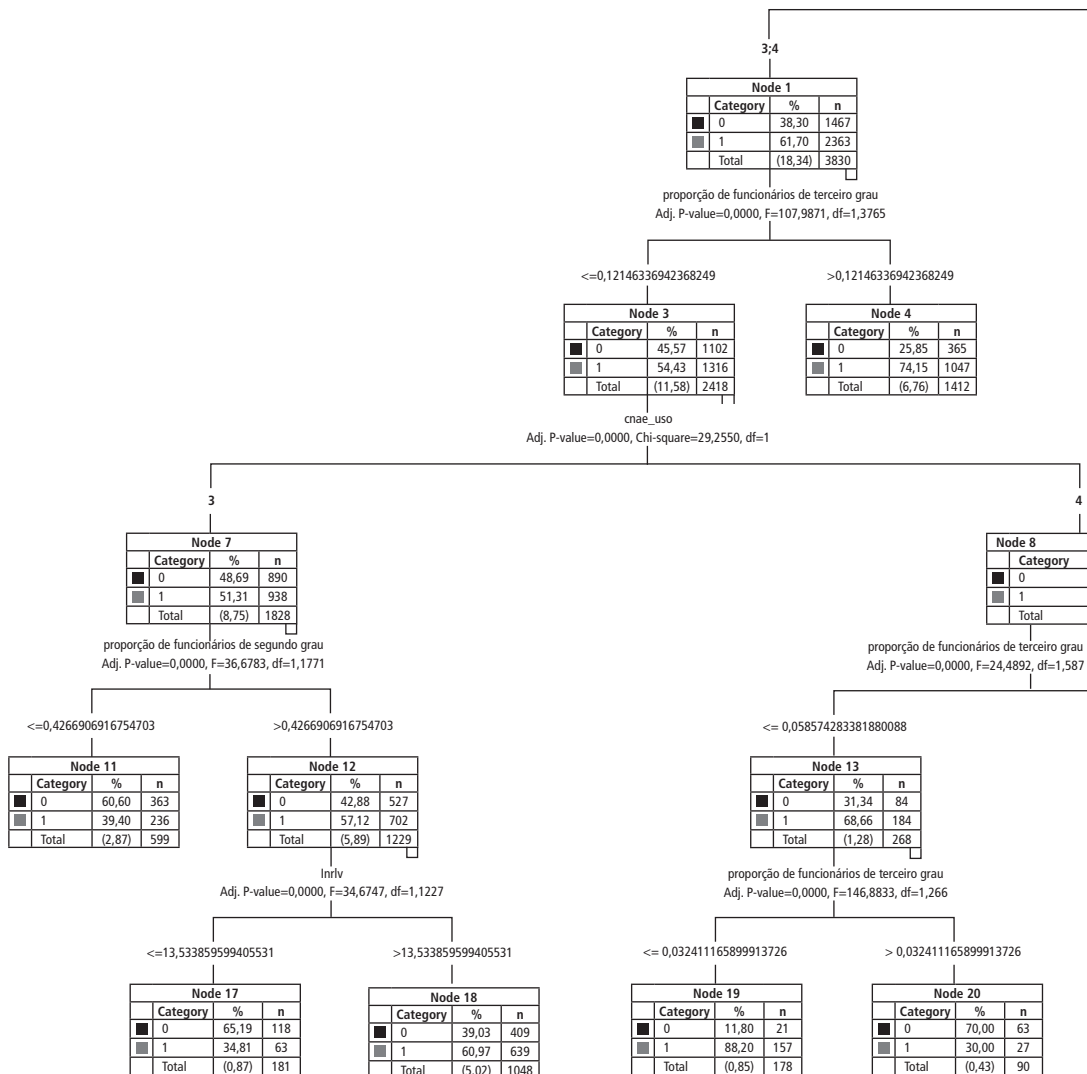 3;4
Node 1
Category % n
0 38,30 1467
1 61,70 2363
Total (18,34) 3830
proporção de funcionários de terceiro grau
Adj. P-value=0,0000, F=107,9871, df=1,3765
<=0,12146336942368249 >0,12146336942368249
Node 3
Category % n
0 45,57 1102
1 54,43 1316
Total (11,58) 2418
Node 4
Category % n
0 25,85 365
1 74,15 1047
Total (6,76) 1412
cnae_uso
Adj. P-value=0,0000, Chi-square=29,2550, df=1
3 4
Node 7
Category % n
0 48,69 890
1 51,31 938
Total (8,75) 1828
Node 8
Category
0
1
Total
proporção de funcionários de segundo grau
Adj. P-value=0,0000, F=36,6783, df=1,1771
proporção de funcionários de terceiro grau
Adj. P-value=0,0000, F=24,4892, df=1,587
<=0,4266906916754703 >0,4266906916754703
<= 0,058574283381880088
Node 11
Category % n
0 60,60 363
1 39,40 236
Total (2,87) 599
Node 12
Category % n
0 42,88 527
1 57,12 702
Total (5,89) 1229
Node 13
Category % n
0 31,34 84
1 68,66 184
Total (1,28) 268
lnrlv
Adj. P-value=0,0000, F=34,6747, df=1,1227
proporção de funcionários de terceiro grau
Adj. P-value=0,0000, F=146,8833, df=1,266
<=13,533859599405531 >13,533859599405531
<= 0,032411165899913726 > 0,032411165899913726
Node 17
Category % n
0 65,19 118
1 34,81 63
Total (0,87) 181
Node 18
Category % n
0 39,03 409
1 60,97 639
Total (5,02) 1048
Node 19
Category % n
0 11,80 21
1 88,20 157
Total (0,85) 178
Node 20
Category % n
0 70,00 63
1 30,00 27
Total (0,43) 90